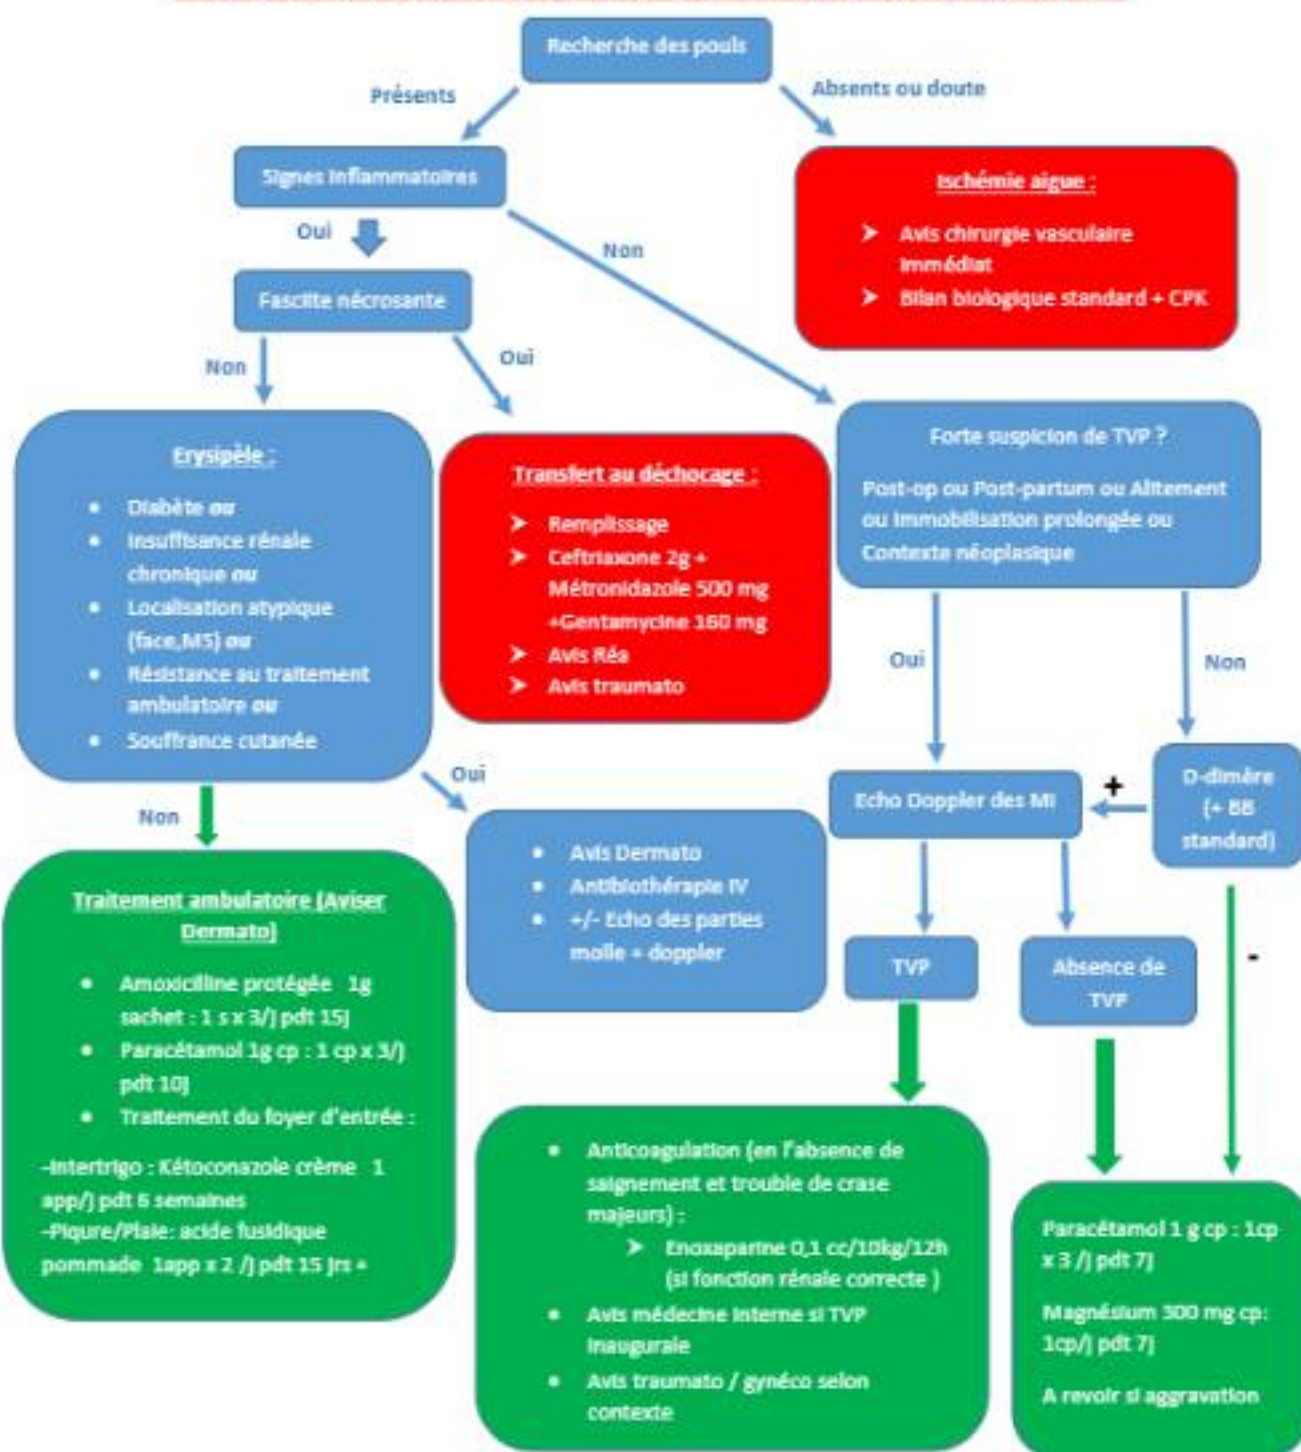 Recherche des pouls
Présents
Absents ou doute
Signes inflammatoires
Ischémie aigue :
➤ Avis chirurgie vasculaire
immédiat
➤ Bilan biologique standard + CPK
Oui
Non
Fasciite nécrosante
Non
Oui
Erysipèle :
• Diabète ou
• Insuffisance rénale
chronique ou
• Localisation atypique
(face,MS) ou
• Résistance au traitement
ambulatoire ou
• Souffrance cutanée
Transfert au déchocage :
➤ Remplissage
➤ Ceftriaxone 2g +
Métronidazole 500 mg
+Gentamycine 160 mg
➤ Avis Réa
➤ Avis traumato
Forte suspicion de TVP ?
Post-op ou Post-partum ou Alitement
ou Immobilisation prolongée ou
Contexte néoplasique
Oui
Non
Non
Oui
Echo Doppler des MI
+
D-dimère
(+ BB
standard)
• Avis Dermato
• Antibiothérapie IV
• +/- Echo des parties
molle + doppler
TVP
Absence de
TVP
-
Traitement ambulatoire (Aviser
Dermato)
• Amoxicilline protégée 1g
sachet : 1 s x 3/j pdt 15j
• Paracétamol 1g cp : 1 cp x 3/j
pdt 10j
• Traitement du foyer d'entrée :
-Intertrigo : Kétoconazole crème 1
app/j pdt 6 semaines
-Piqure/Plaie: acide fusidique
pommade 1app x 2 /j pdt 15 jrs +
• Anticoagulation (en l'absence de
saignement et trouble de crase
majeurs) :
➤ Enoxaparine 0,1 cc/10kg/12h
(si fonction rénale correcte )
• Avis médecine interne si TVP
inaugurale
• Avis traumato / gynéco selon
contexte
Paracétamol 1 g cp : 1cp
x 3 /j pdt 7j
Magnésium 300 mg cp:
1cp/j pdt 7j
A revoir si aggravation